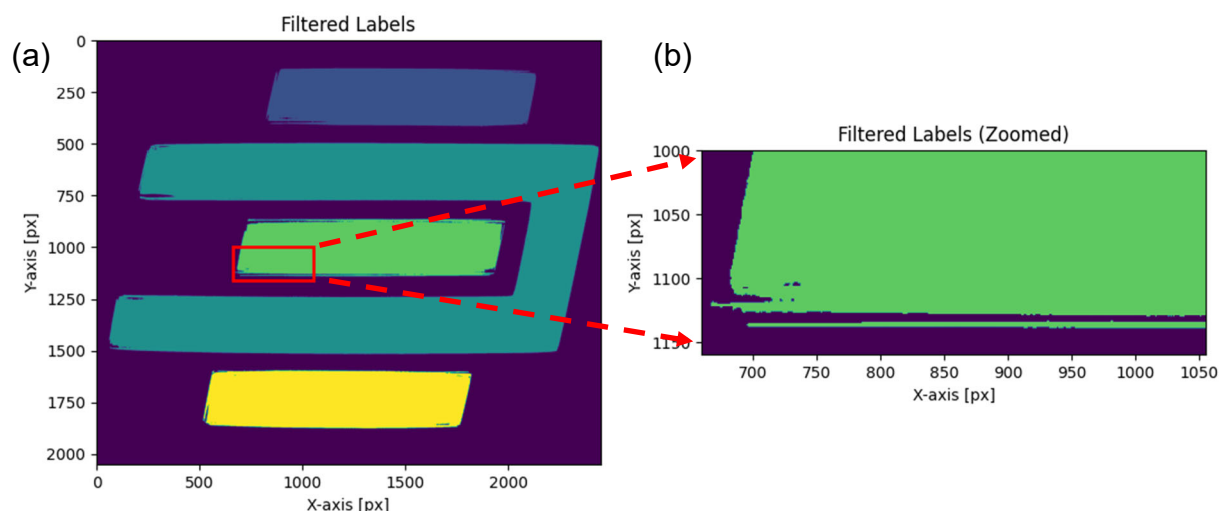 (a)
Filtered Labels
0
250
500
750
1000
1250
1500
1750
2000
Y-axis [px]
0 500 1000 1500 2000
X-axis [px]
(b)
Filtered Labels (Zoomed)
1000
1050
1100
1150
Y-axis [px]
700 750 800 850 900 950 1000 1050
X-axis [px]